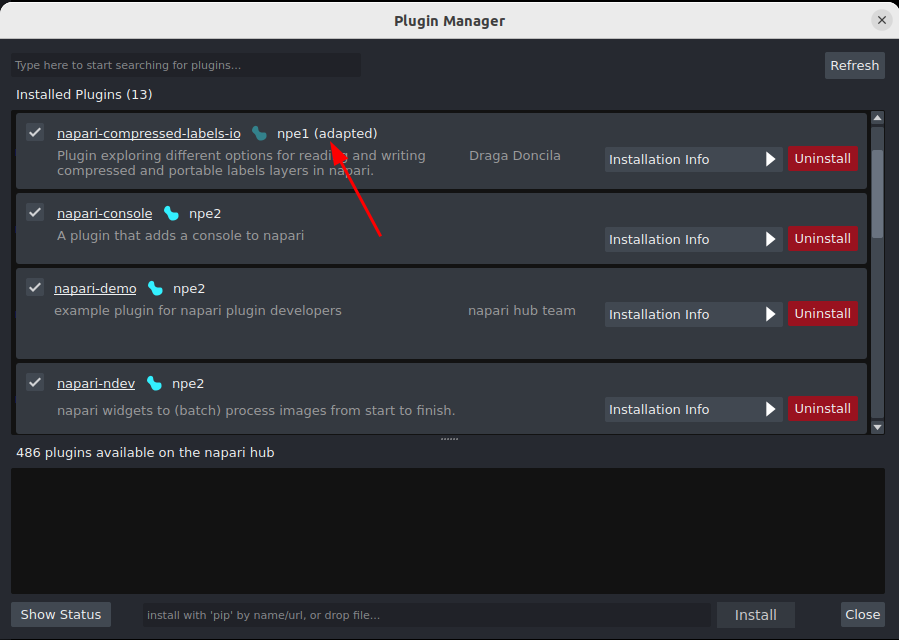 Plugin Manager
Type here to start searching for plugins...
Refresh
Installed Plugins (13)
napari-compressed-labels-io npe1 (adapted)
Plugin exploring different options for reading and writing
compressed and portable labels layers in napari.
Draga Doncila
Installation Info
Uninstall
napari-console npe2
A plugin that adds a console to napari
Installation Info
Uninstall
napari-demo npe2
example plugin for napari plugin developers
napari hub team
Installation Info
Uninstall
napari-ndev npe2
napari widgets to (batch) process images from start to finish.
Installation Info
Uninstall
486 plugins available on the napari hub
Show Status
install with 'pip' by name/url, or drop file...
Install
Close